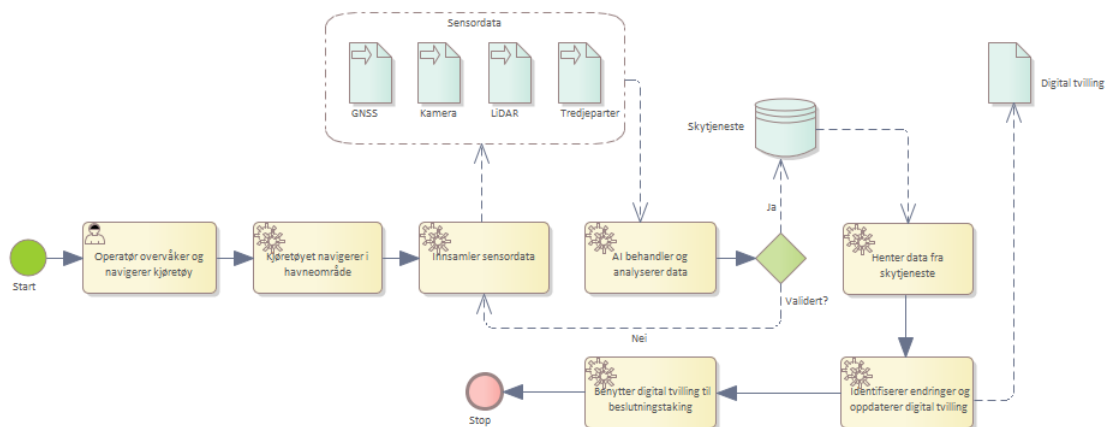 Sensordata
GNSS
Kamera
LiDAR
Tredjeparter
Digital tvilling
Skytjeneste
Ja
Start
Operatør overvåker og
navigerer kjøretøy
Kjøretøyet navigerer i
havneområde
Innsamler sensordata
AI behandler og
analyserer data
Validert?
Henter data fra
skytjeneste
Nei
Stop
Benytter digital tvilling til
beslutningstaking
Identifiserer endringer og
oppdaterer digital tvilling